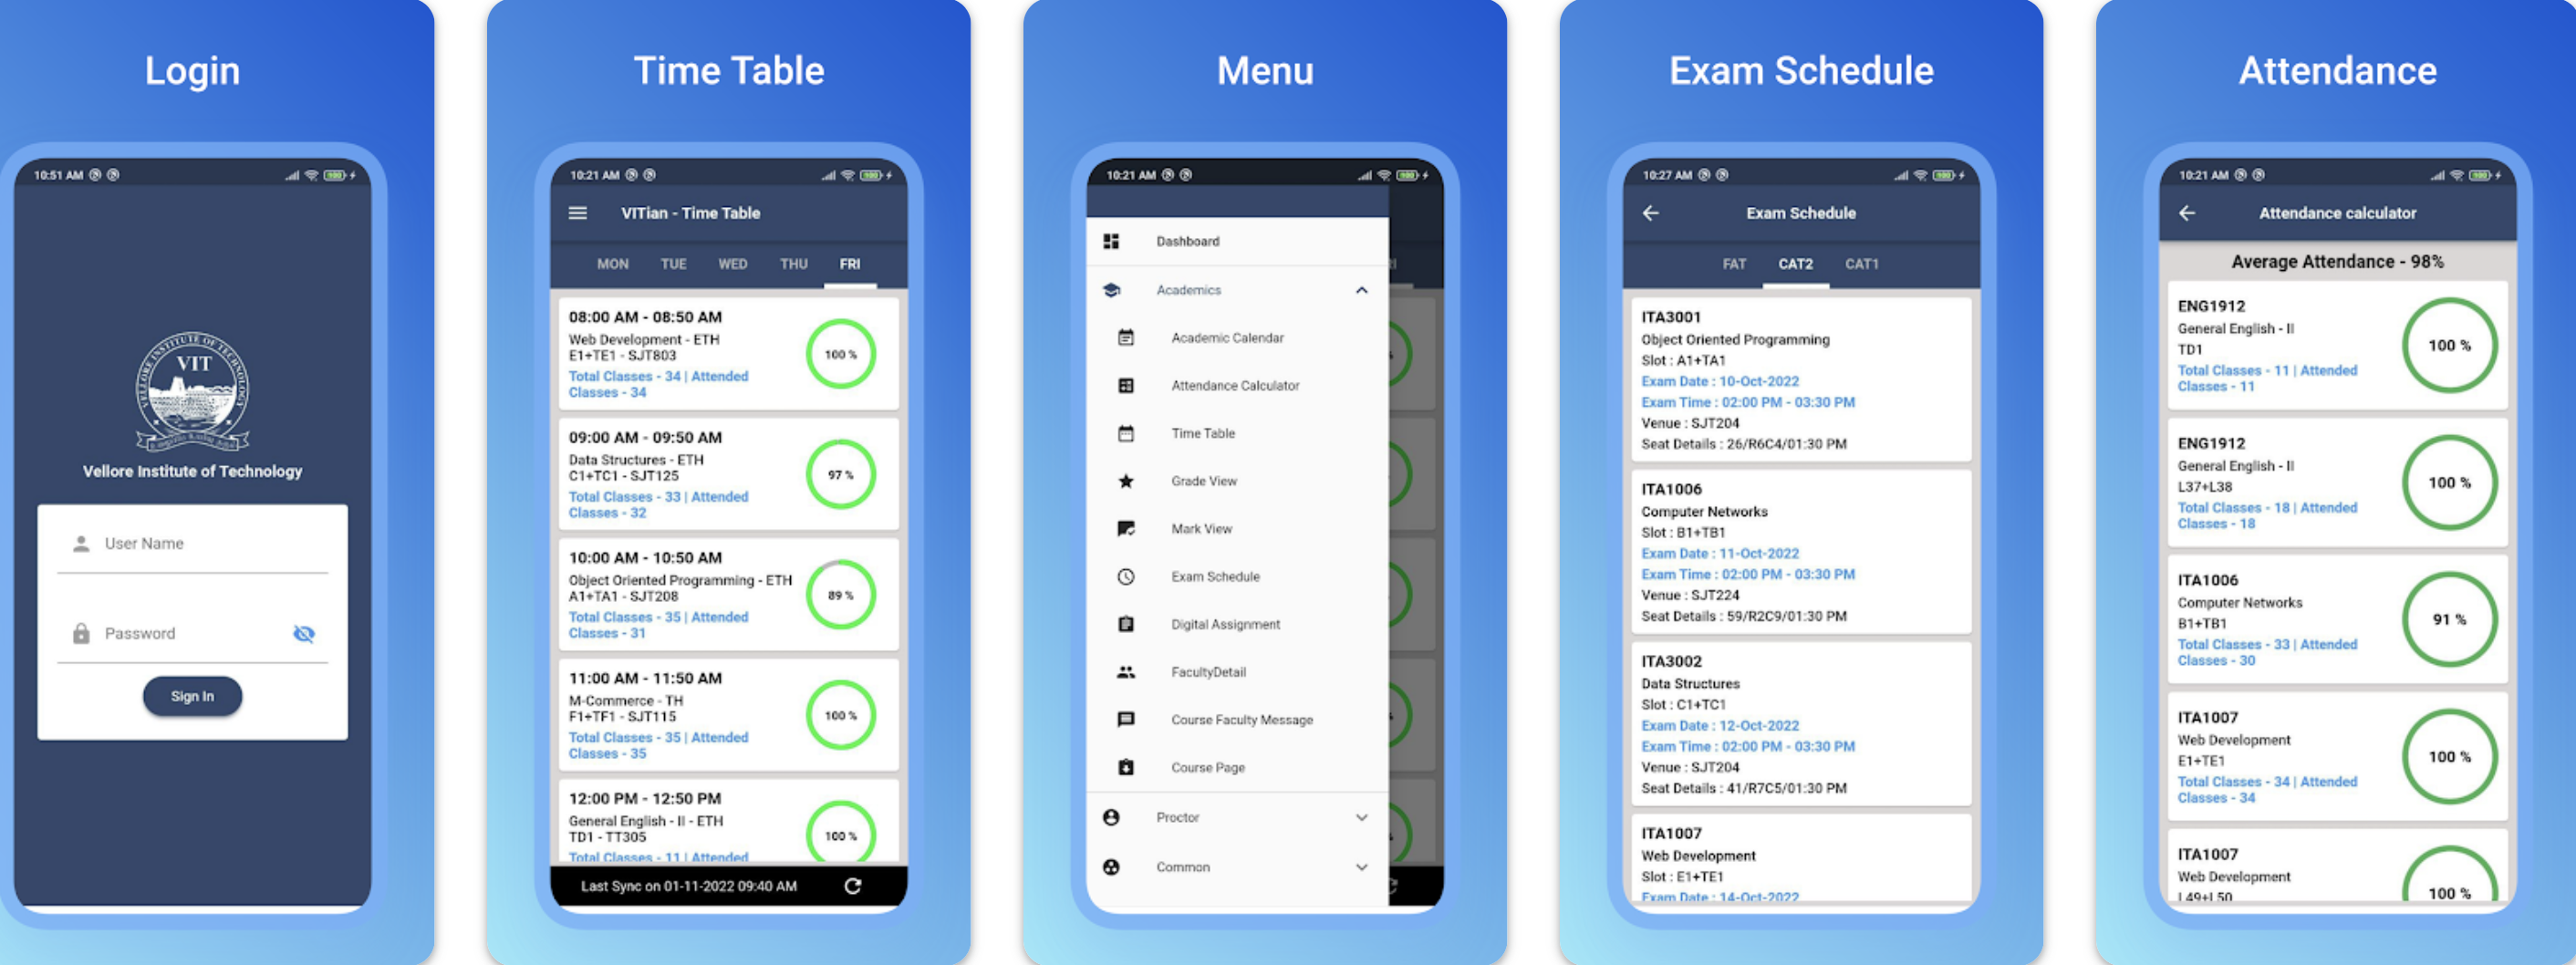 Login
10:51 AM
VELLORE INSTITUTE OF TECHNOLOGY
VIT
Vellore Institute of Technology
User Name
Password
Sign In
Time Table
10:21 AM
VITian - Time Table
MON TUE WED THU FRI
08:00 AM - 08:50 AM
Web Development - ETH
E1+TE1 - SJT803
Total Classes - 34 | Attended
Classes - 34
100 %
09:00 AM - 09:50 AM
Data Structures - ETH
C1+TC1 - SJT125
Total Classes - 33 | Attended
Classes - 32
97 %
10:00 AM - 10:50 AM
Object Oriented Programming - ETH
A1+TA1 - SJT208
Total Classes - 35 | Attended
Classes - 31
89 %
11:00 AM - 11:50 AM
M-Commerce - TH
F1+TF1 - SJT115
Total Classes - 35 | Attended
Classes - 35
100 %
12:00 PM - 12:50 PM
General English - II - ETH
TD1 - TT305
Total Classes - 11 | Attended
100 %
Last Sync on 01-11-2022 09:40 AM
Menu
10:21 AM
Dashboard
Academics
Academic Calendar
Attendance Calculator
Time Table
Grade View
Mark View
Exam Schedule
Digital Assignment
FacultyDetail
Course Faculty Message
Course Page
Proctor
Common
Exam Schedule
10:27 AM
Exam Schedule
FAT CAT2 CAT1
ITA3001
Object Oriented Programming
Slot : A1+TA1
Exam Date : 10-Oct-2022
Exam Time : 02:00 PM - 03:30 PM
Venue : SJT204
Seat Details : 26/R6C4/01:30 PM
ITA1006
Computer Networks
Slot : B1+TB1
Exam Date : 11-Oct-2022
Exam Time : 02:00 PM - 03:30 PM
Venue : SJT224
Seat Details : 59/R2C9/01:30 PM
ITA3002
Data Structures
Slot : C1+TC1
Exam Date : 12-Oct-2022
Exam Time : 02:00 PM - 03:30 PM
Venue : SJT204
Seat Details : 41/R7C5/01:30 PM
ITA1007
Web Development
Slot : E1+TE1
Exam Date : 14-Oct-2022
Attendance
10:21 AM
Attendance calculator
Average Attendance - 98%
ENG1912
General English - II
TD1
Total Classes - 11 | Attended
Classes - 11
100 %
ENG1912
General English - II
L37+L38
Total Classes - 18 | Attended
Classes - 18
100 %
ITA1006
Computer Networks
B1+TB1
Total Classes - 33 | Attended
Classes - 30
91 %
ITA1007
Web Development
E1+TE1
Total Classes - 34 | Attended
Classes - 34
100 %
ITA1007
Web Development
L49+L50
100 %